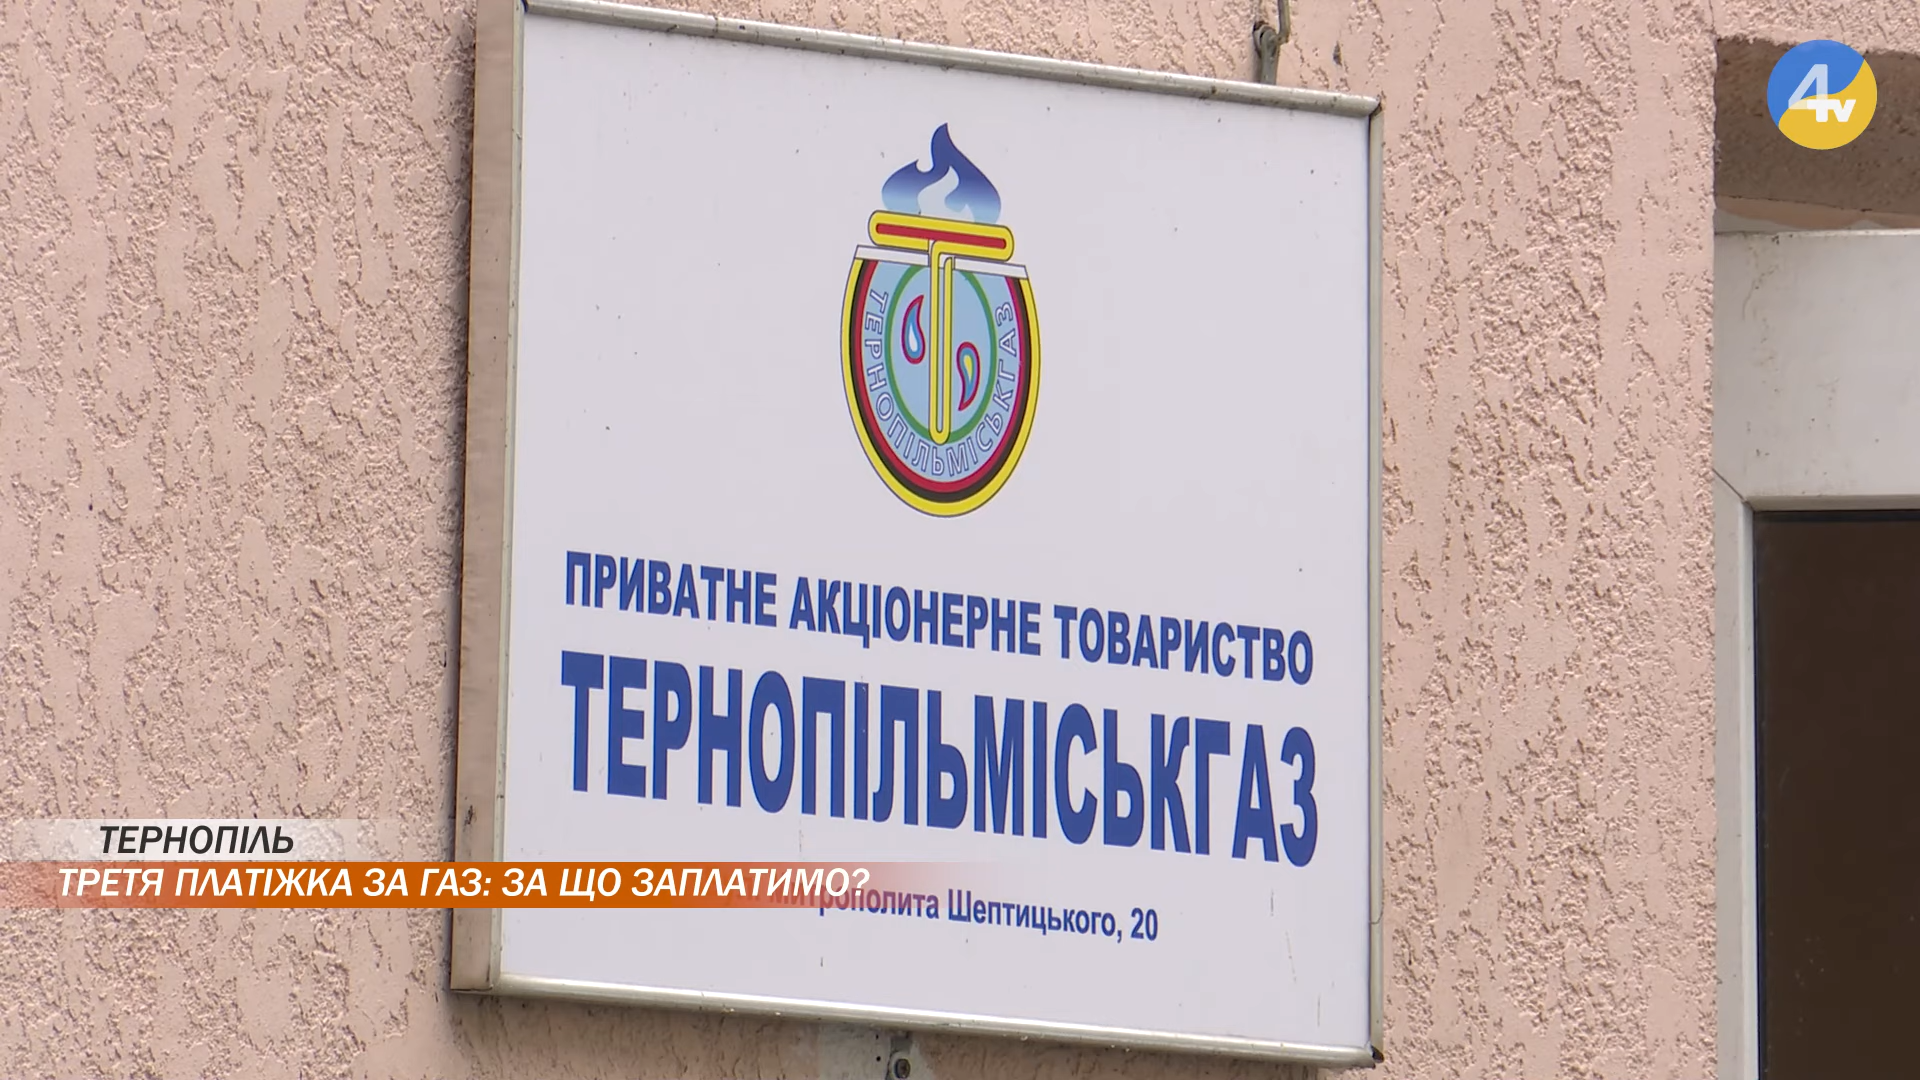 4tv
ТЕРНОПІЛЬМІСЬКГАЗ
ПРИВАТНЕ АКЦІОНЕРНЕ ТОВАРИСТВО
ТЕРНОПІЛЬМІСЬКГАЗ
Митрополита Шептицького, 20
ТЕРНОПІЛЬ
ТРЕТЯ ПЛАТІЖКА ЗА ГАЗ: ЗА ЩО ЗАПЛАТИМО?